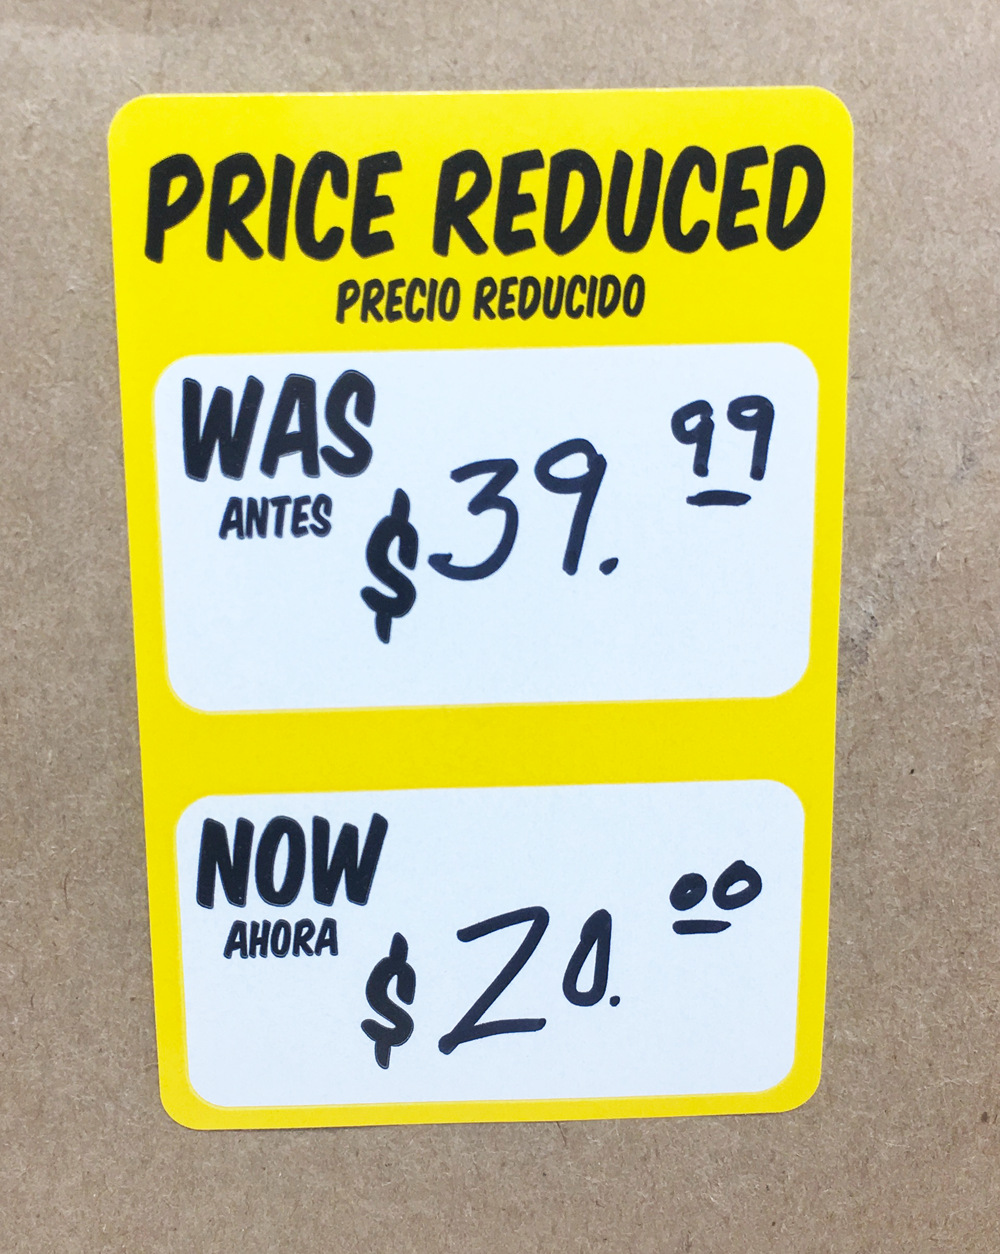 PRICE REDUCED
PRECIO REDUCIDO
WAS
ANTES
$39.99
NOW
AHORA
$20.00